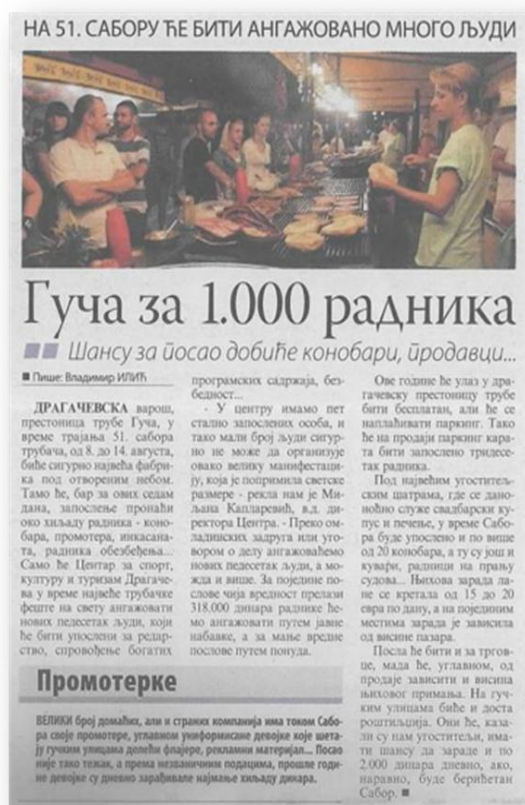 НА 51. САБОРУ ЋЕ БИТИ АНГАЖОВАНО МНОГО ЉУДИ
Гуча за 1.000 радника
Шансу за посао добиће конобари, продавци...
Пише: Владимир ИЛИЋ
ДРАГАЧЕВСКА варош,
престоница трубе Гуча, у
време трајања 51. сабора
трубача, од 8. до 14. августа,
биће сигурно највећа фабри-
ка под отвореним небом.
Тамо ће, бар за ових седам
дана, запослење пронаћи
око хиљаду радника - коно-
бара, промотера, инкасана-
та, радника обезбеђења...
Само ће Центар за спорт,
културу и туризам Драгаче-
ва у време највеће трубачке
феште на свету ангажовати
нових педесетак људи, који
ће бити упослени за редар-
ство, спровођење богатих
програмских садржаја, без-
бедност...
- У центру имамо пет
стално запослених особа, и
тако мали број људи сигур-
но не може да организује
овако велику манифестаци-
ју, која је попримила светске
размере - рекла нам је Ми-
љана Капларевић, в.д. ди-
ректора Центра. - Преко ом-
ладинских задруга или уго-
вором о делу ангажоваћемо
нових педесетак људи, а мо-
жда и више. За поједине по-
слове чија вредност прелази
318.000 динара раднике ће-
мо ангажовати путем јавне
набавке, а за мање вредне
послове путем понуда.
Ове године ће улаз у дра-
гачевску престоницу трубе
бити бесплатан, али ће се
наплаћивати паркинг. Тако
ће на продаји паркинг кара-
та бити запослено тридесе-
так радника.
Под највећим угоститељ-
ским шатрама, где се дано-
ноћно служе свадбарски ку-
пус и печење, у време Сабо-
ра буде упослено и по више
од 20 конобара, а ту су још и
кувари, радници на прању
судова... Њихова зарада ла-
не се кретала од 15 до 20
евра по дану, а на појединим
местима зарада је зависила
од висине пазара.
Посла ће бити и за тргов-
це, мада ће, углавном, од
продаје зависити и висина
њиховог примања. На гуч-
ким улицама биће и доста
роштиљџија. Они ће, каза-
ли су нам угоститељи, има-
ти шансу да зараде и по
2.000 динара дневно, ако,
наравно, буде берићетан
Сабор.
Промотерке
ВЕЛИКИ број домаћих, али и страних компанија има током Сабо-
ра своје промотере, углавном униформисане девојке које шета-
ју гучким улицама делећи флајере, рекламни материјал... Посао
није тако тежак, а према незваничним подацима, прошле годи-
не девојке су дневно зарађивале најмање хиљаду динара.